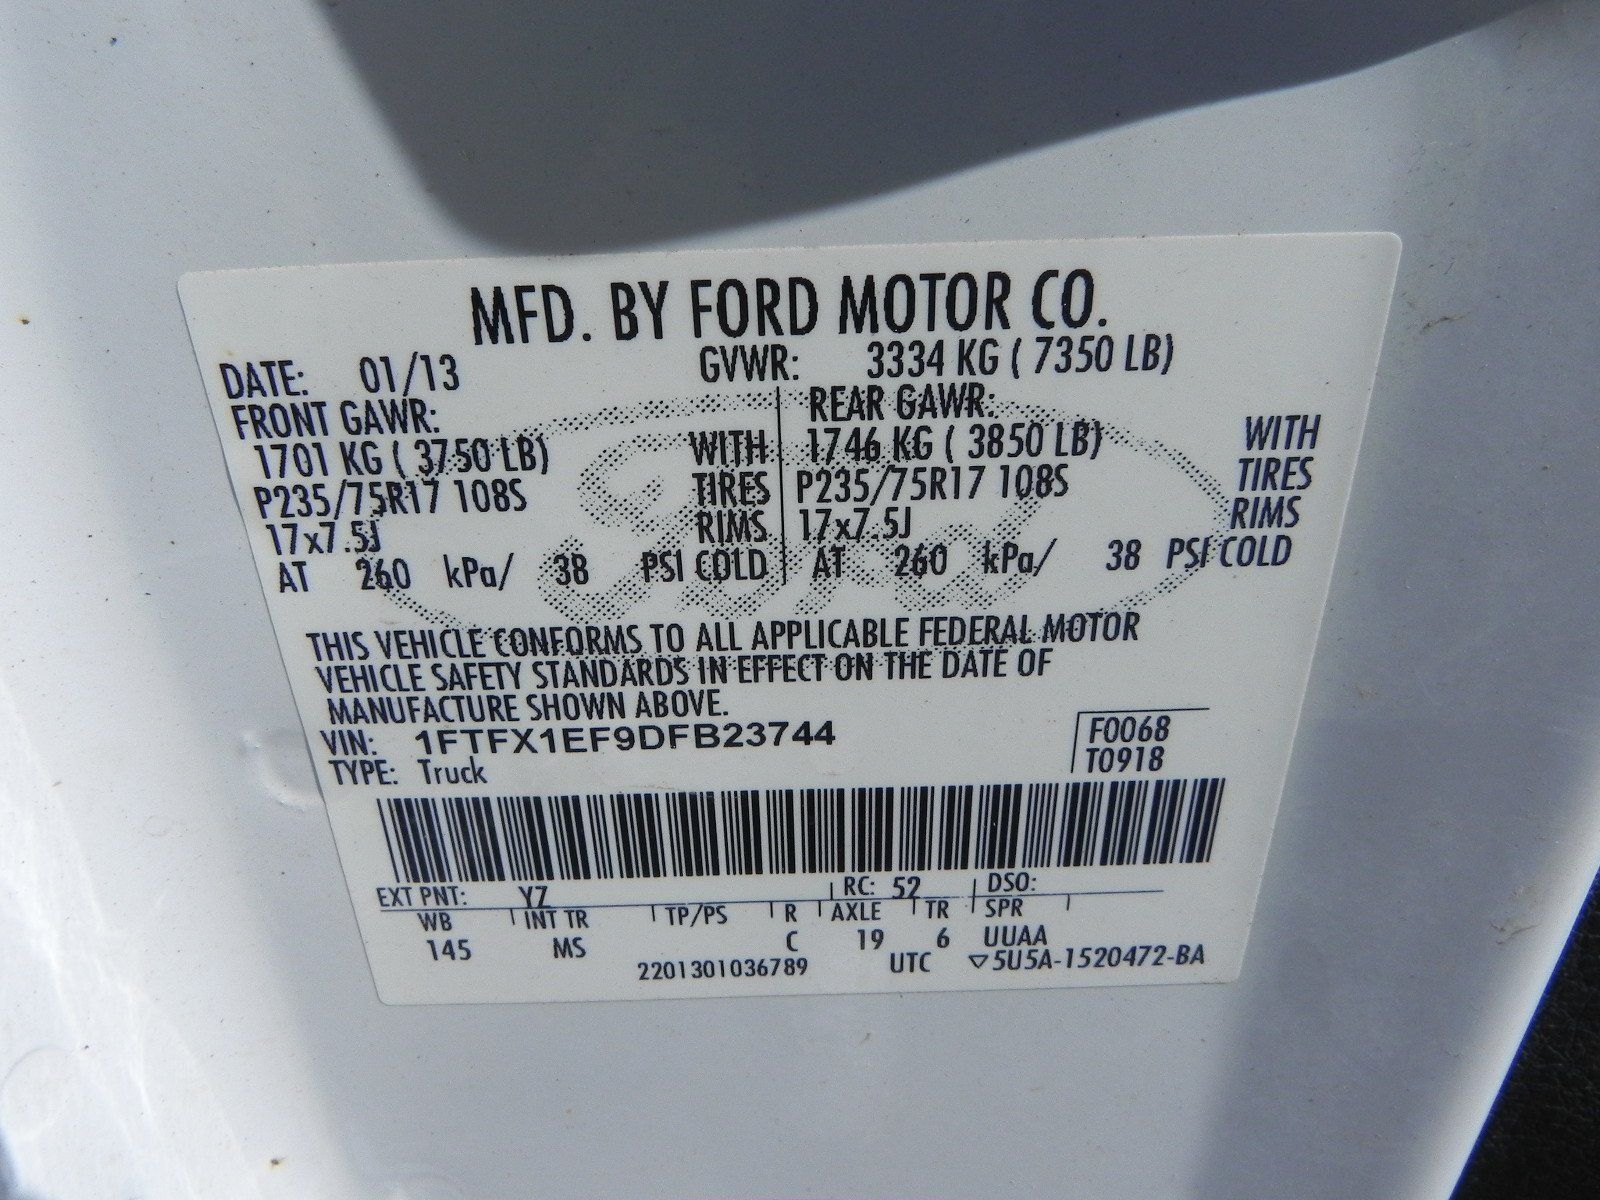 MFD. BY FORD MOTOR CO.
DATE: 01/13 GVWR: 3334 KG ( 7350 LB)
FRONT GAWR: REAR GAWR:
1701 KG ( 3750 LB) WITH 1746 KG ( 3850 LB) WITH
P235/75R17 108S TIRES P235/75R17 108S TIRES
17x7.5J RIMS 17x7.5J RIMS
AT 260 kPa/ 38 PSI COLD AT 260 kPa/ 38 PSI COLD
Ford
THIS VEHICLE CONFORMS TO ALL APPLICABLE FEDERAL MOTOR
VEHICLE SAFETY STANDARDS IN EFFECT ON THE DATE OF
MANUFACTURE SHOWN ABOVE.
VIN: 1FTFX1EF9DFB23744 F0068
TYPE: Truck T0918
EXT PNT: YZ RC: 52 DSO:
WB INT TR TP/PS R AXLE TR SPR
145 MS C 19 6 UUAA
2201301036789 UTC ▽5U5A-1520472-BA